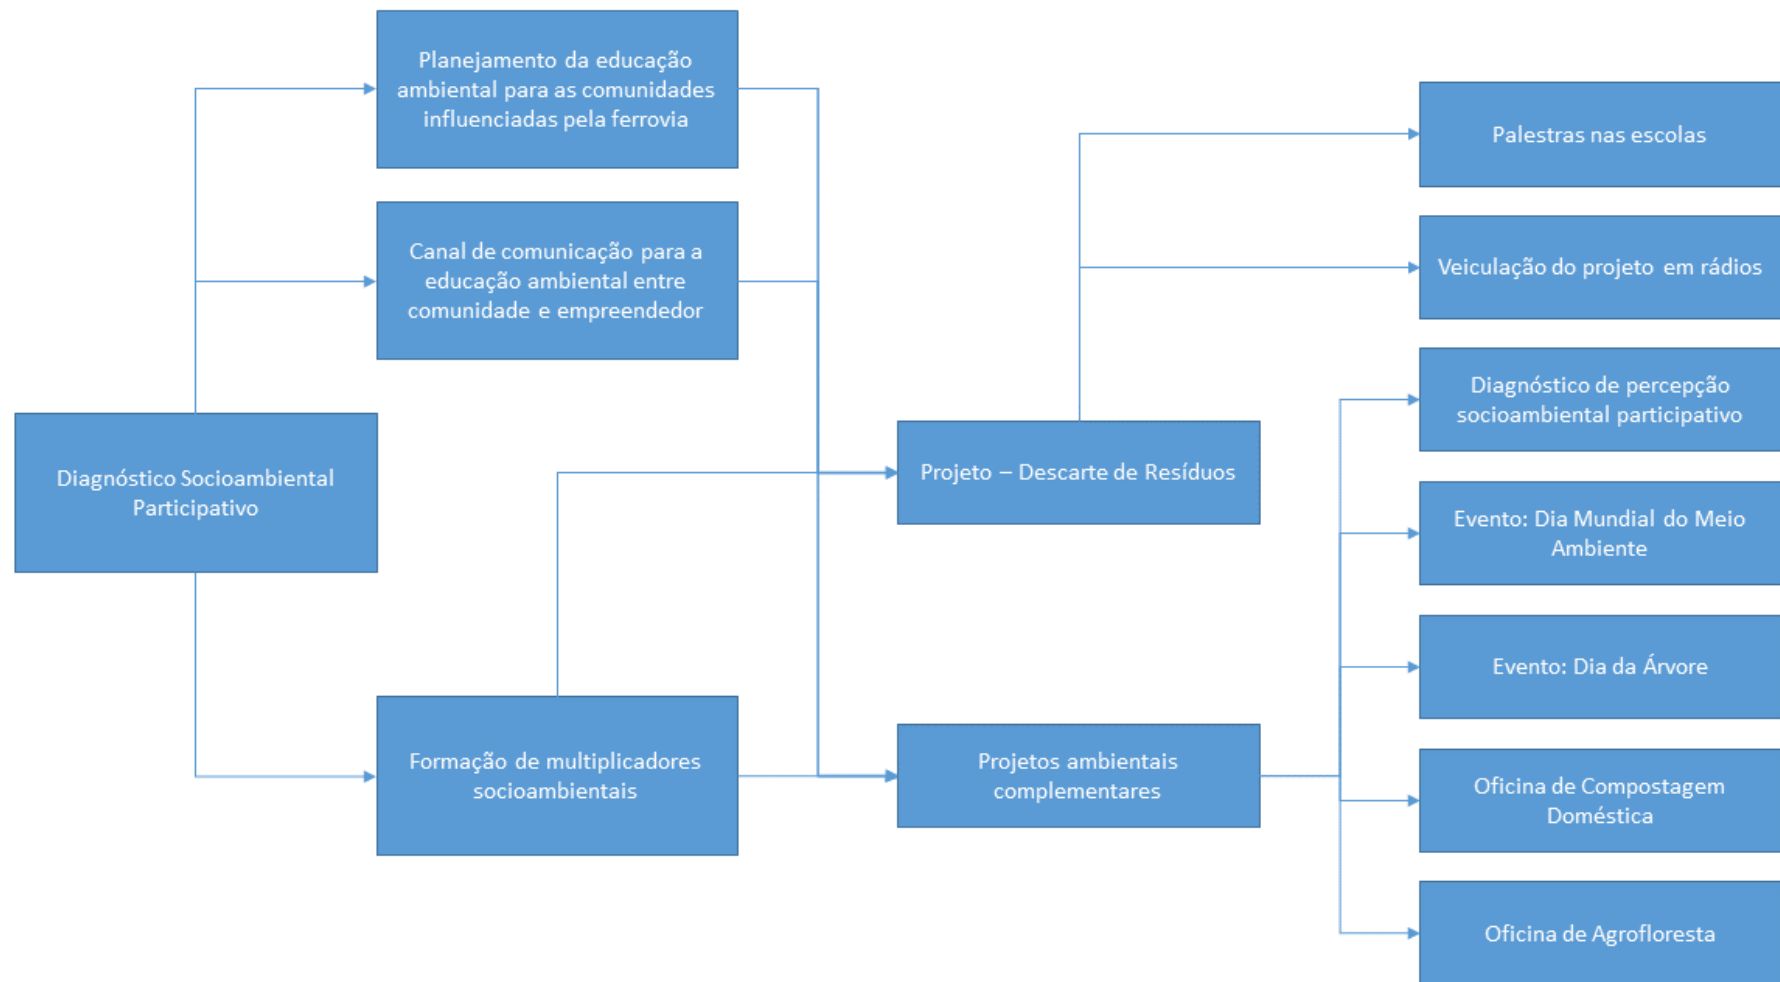 Planejamento da educação
ambiental para as comunidades
influenciadas pela ferrovia
Canal de comunicação para a
educação ambiental entre
comunidade e empreendedor
Diagnóstico Socioambiental
Participativo
Formação de multiplicadores
socioambientais
Projeto – Descarte de Resíduos
Projetos ambientais
complementares
Palestras nas escolas
Veiculação do projeto em rádios
Diagnóstico de percepção
socioambiental participativo
Evento: Dia Mundial do Meio
Ambiente
Evento: Dia da Árvore
Oficina de Compostagem
Doméstica
Oficina de Agrofloresta